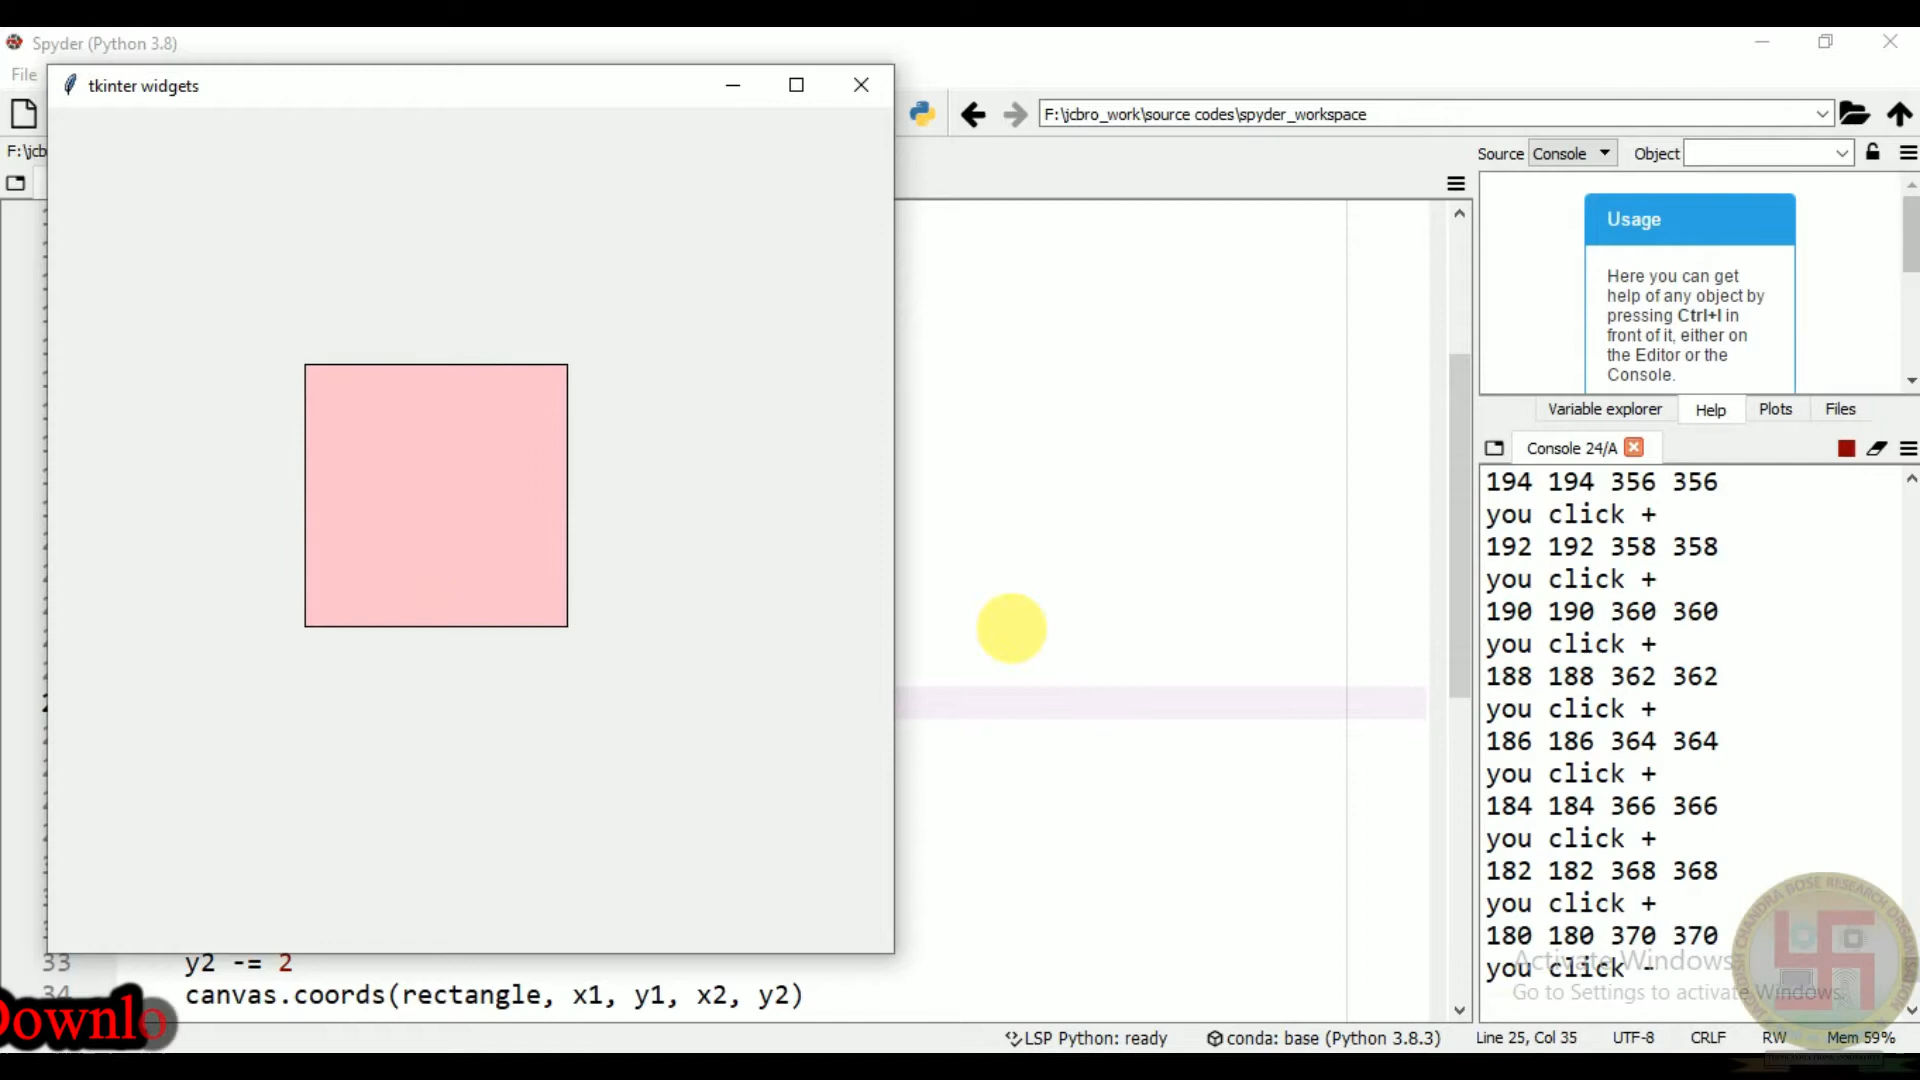 Spyder (Python 3.8)
File
tkinter widgets
F:\jcbro_work\source codes\spyder_workspace
F:\jcb
Source Console Object
Usage
Here you can get
help of any object by
pressing Ctrl+I in
front of it, either on
the Editor or the
Console.
Variable explorer Help Plots Files
Console 24/A
194 194 356 356
you click +
192 192 358 358
you click +
190 190 360 360
you click +
188 188 362 362
you click +
186 186 364 364
you click +
184 184 366 366
you click +
182 182 368 368
you click +
180 180 370 370
you click -
Activate Windows
Go to Settings to activate Windows.
33 y2 -= 2
34 canvas.coords(rectangle, x1, y1, x2, y2)
Downlo
LSP Python: ready conda: base (Python 3.8.3) Line 25, Col 35 UTF-8 CRLF RW Mem 59%